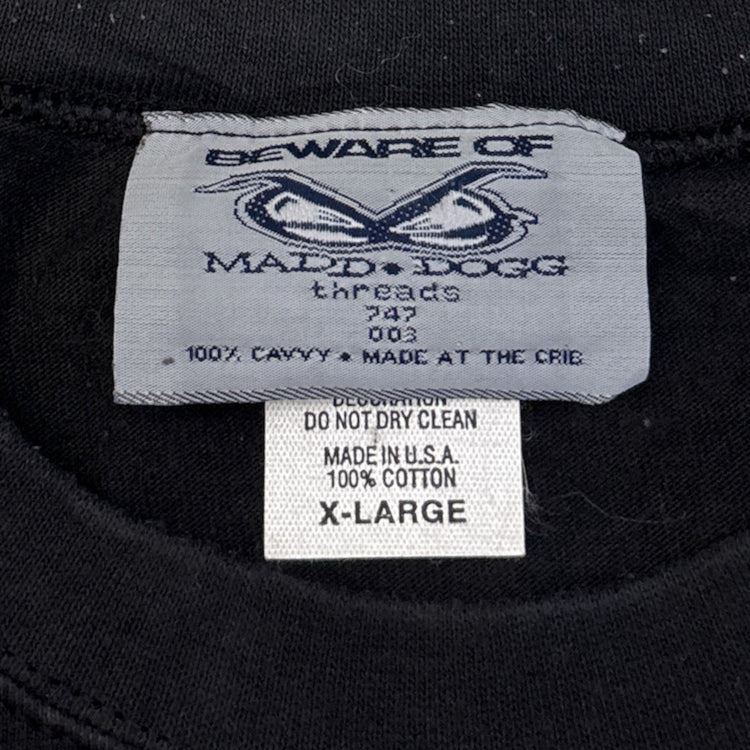 BEWARE OF
MADD • DOGG
threads
747
003
100% CAVVY • MADE AT THE CRIB
DECORATION
DO NOT DRY CLEAN
MADE IN U.S.A.
100% COTTON
X-LARGE